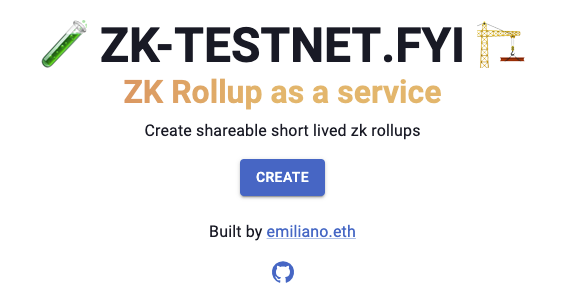 ZK-TESTNET.FYI
ZK Rollup as a service
Create shareable short lived zk rollups
CREATE
Built by emiliano.eth